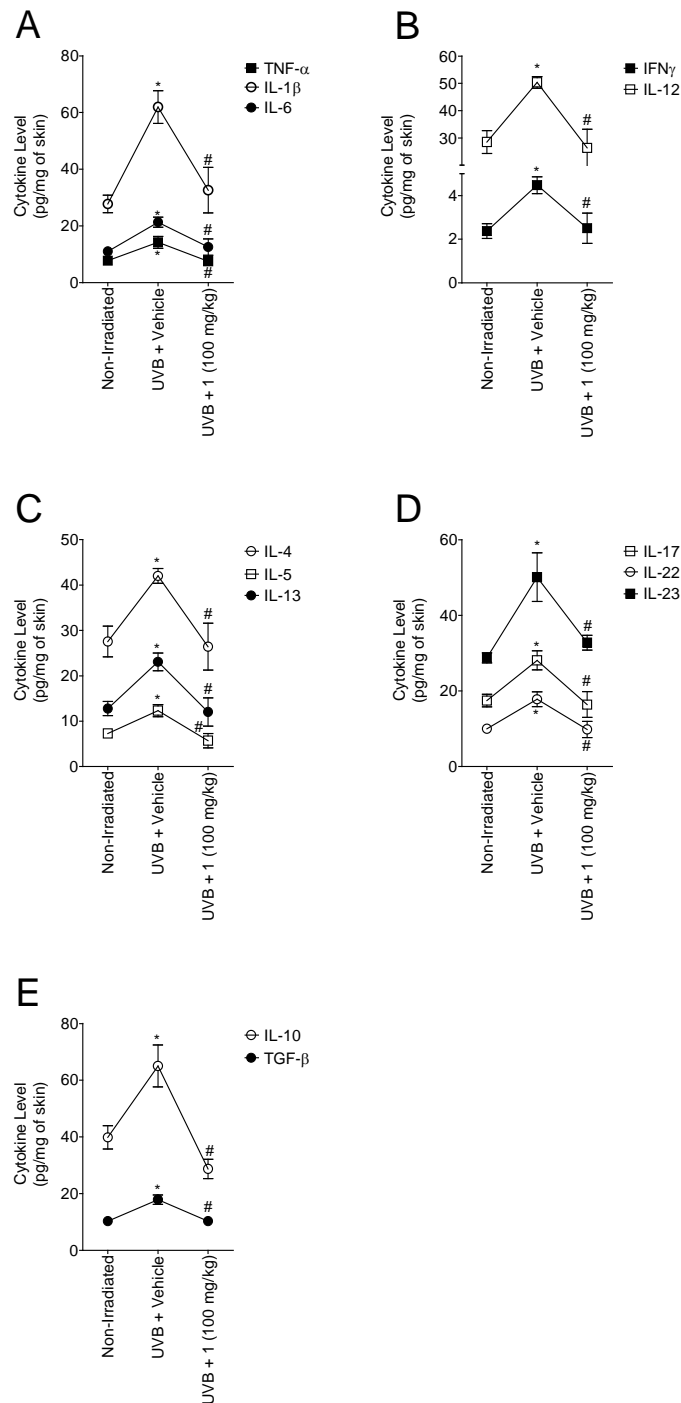 A
TNF-α
IL-1β
IL-6
Cytokine Level
(pg/mg of skin)
80
60
40
20
0
*
*
*
#
#
#
Non-Irradiated
UVB + Vehicle
UVB + 1 (100 mg/kg)
B
IFNγ
IL-12
Cytokine Level
(pg/mg of skin)
60
50
40
30
4
2
0
*
*
#
#
Non-Irradiated
UVB + Vehicle
UVB + 1 (100 mg/kg)
C
IL-4
IL-5
IL-13
Cytokine Level
(pg/mg of skin)
50
40
30
20
10
0
*
*
*
#
#
#
Non-Irradiated
UVB + Vehicle
UVB + 1 (100 mg/kg)
D
IL-17
IL-22
IL-23
Cytokine Level
(pg/mg of skin)
60
40
20
0
*
*
*
#
#
#
Non-Irradiated
UVB + Vehicle
UVB + 1 (100 mg/kg)
E
IL-10
TGF-β
Cytokine Level
(pg/mg of skin)
80
60
40
20
0
*
*
#
#
Non-Irradiated
UVB + Vehicle
UVB + 1 (100 mg/kg)